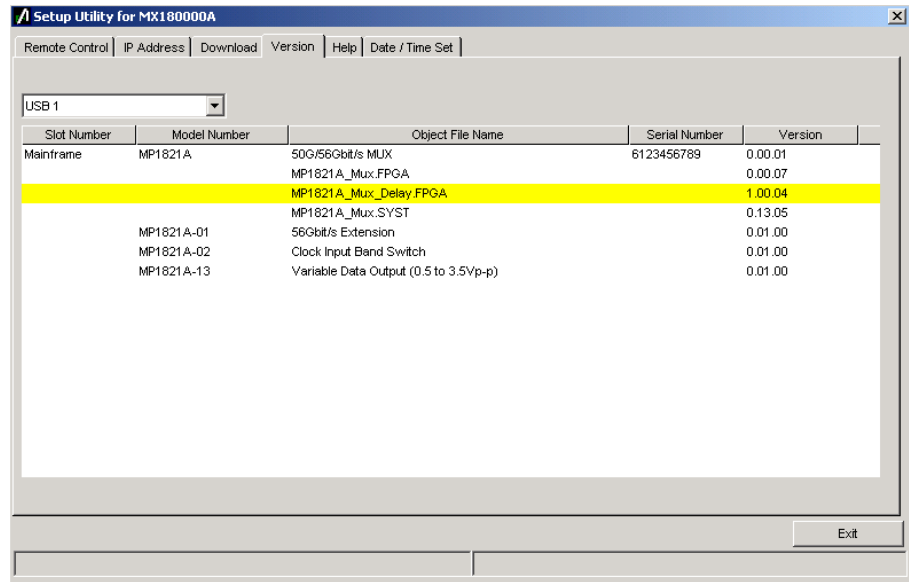 Setup Utility for MX180000A
Remote Control IP Address Download Version Help Date / Time Set
USB 1
Slot Number Model Number Object File Name Serial Number Version
Mainframe MP1821A 50G/56Gbit/s MUX 6123456789 0.00.01
MP1821A_Mux.FPGA 0.00.07
MP1821A_Mux_Delay.FPGA 1.00.04
MP1821A_Mux.SYST 0.13.05
MP1821A-01 56Gbit/s Extension 0.01.00
MP1821A-02 Clock Input Band Switch 0.01.00
MP1821A-13 Variable Data Output (0.5 to 3.5Vp-p) 0.01.00
Exit